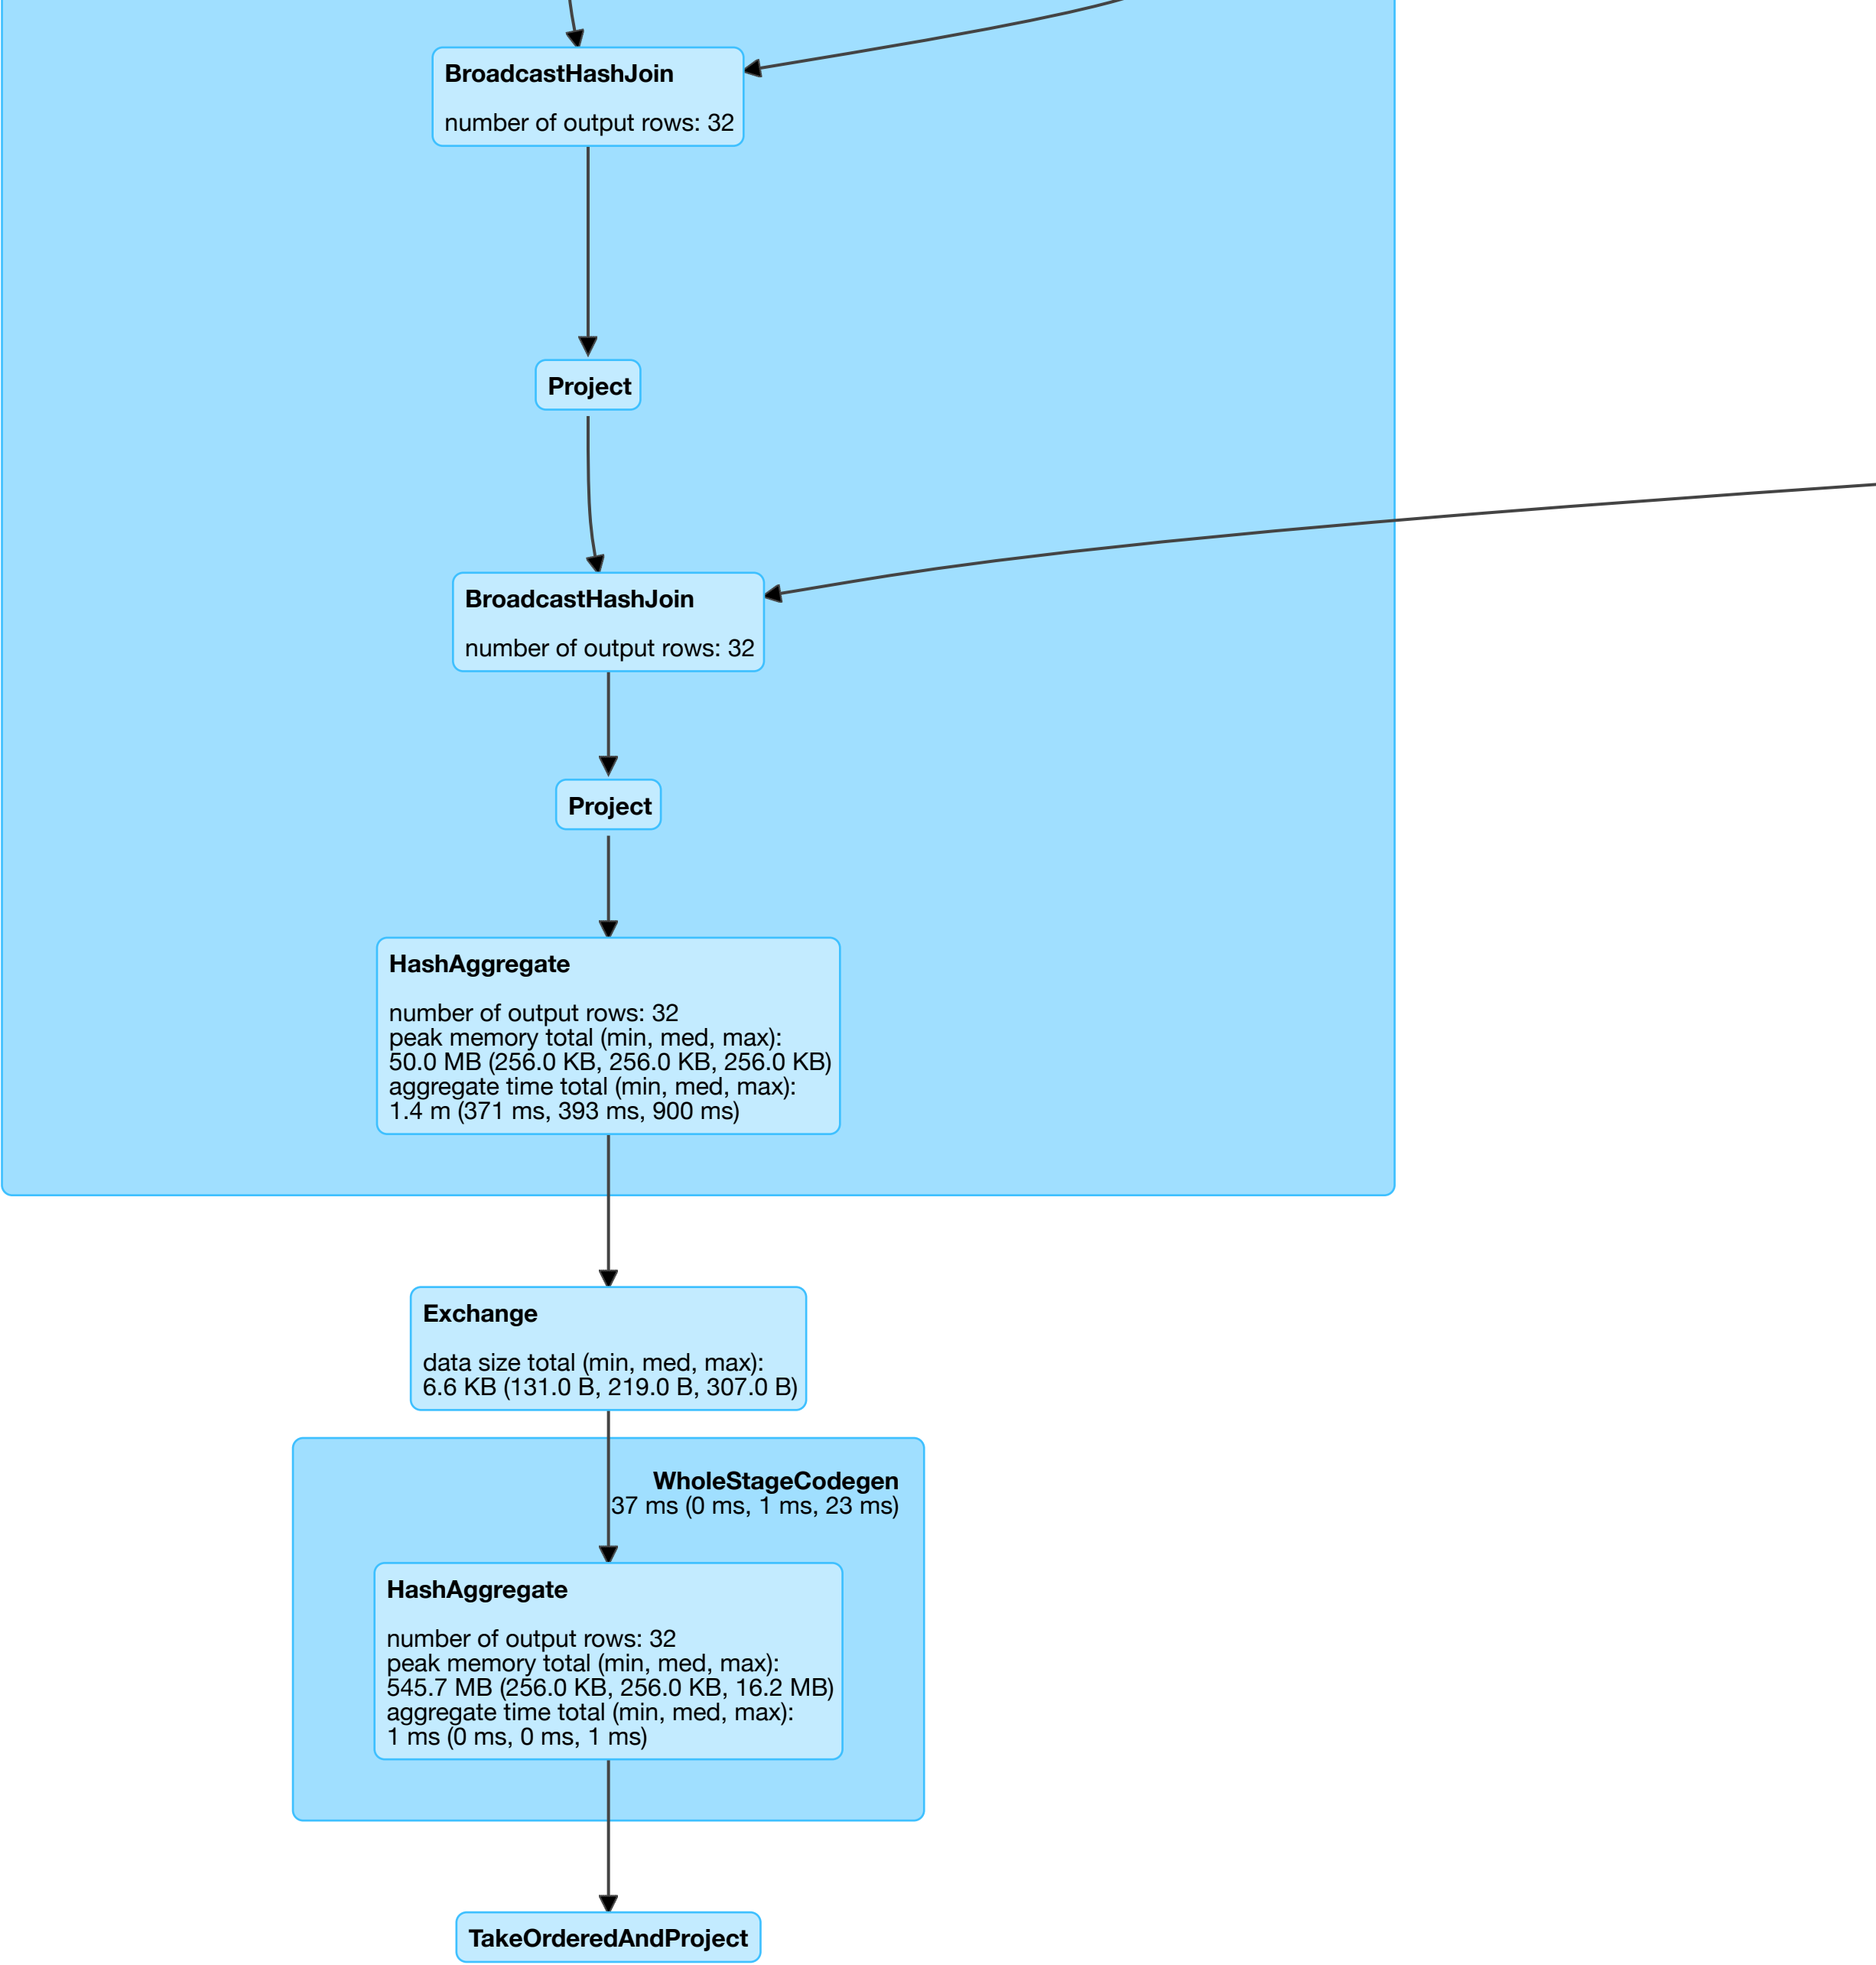 BroadcastHashJoin
number of output rows: 32
Project
BroadcastHashJoin
number of output rows: 32
Project
HashAggregate
number of output rows: 32
peak memory total (min, med, max):
50.0 MB (256.0 KB, 256.0 KB, 256.0 KB)
aggregate time total (min, med, max):
1.4 m (371 ms, 393 ms, 900 ms)
Exchange
data size total (min, med, max):
6.6 KB (131.0 B, 219.0 B, 307.0 B)
WholeStageCodegen
37 ms (0 ms, 1 ms, 23 ms)
HashAggregate
number of output rows: 32
peak memory total (min, med, max):
545.7 MB (256.0 KB, 256.0 KB, 16.2 MB)
aggregate time total (min, med, max):
1 ms (0 ms, 0 ms, 1 ms)
TakeOrderedAndProject